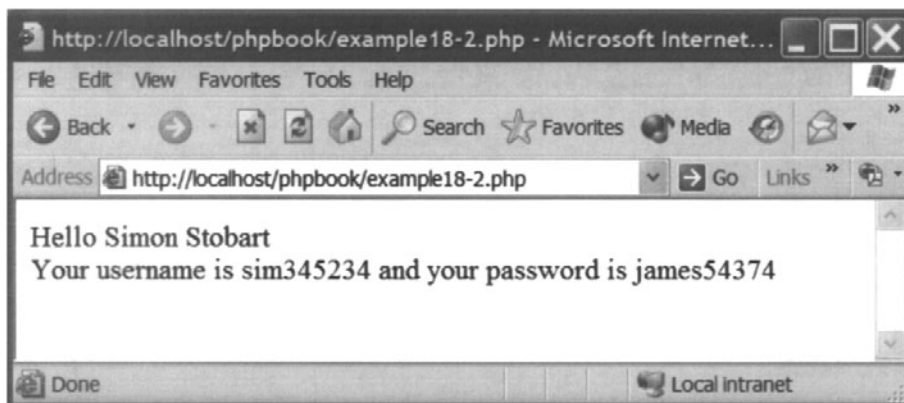 http://localhost/phpbook/example18-2.php - Microsoft Internet...
File Edit View Favorites Tools Help
Back Search Favorites Media »
Address http://localhost/phpbook/example18-2.php Go Links »
Hello Simon Stobart
Your username is sim345234 and your password is james54374
Done Local intranet